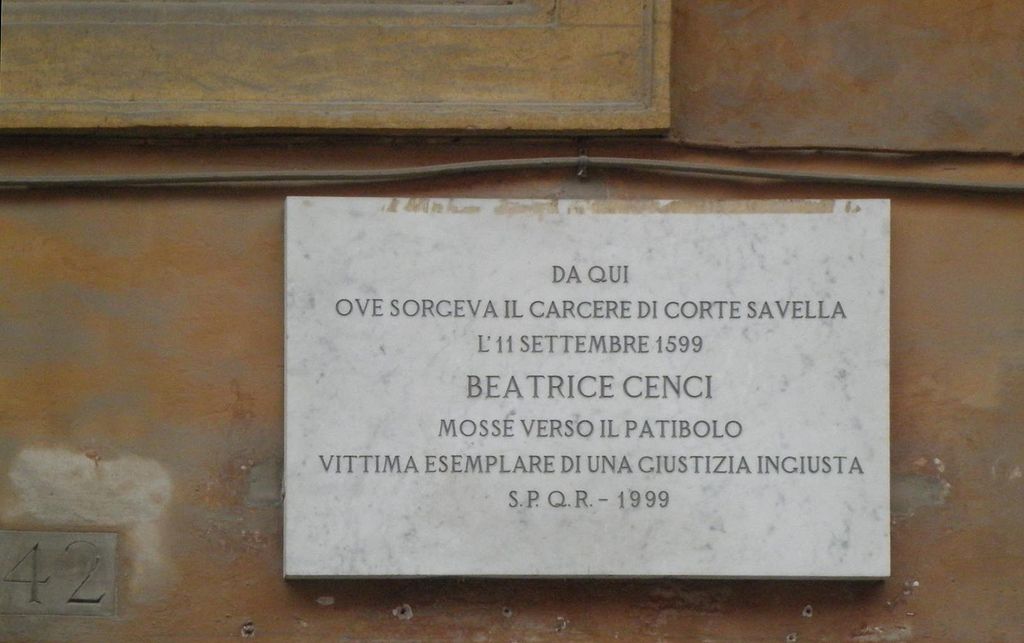 DA QUI
OVE SORGEVA IL CARCERE DI CORTE SAVELLA
L'11 SETTEMBRE 1599
BEATRICE CENCI
MOSSE VERSO IL PATIBOLO
VITTIMA ESEMPLARE DI UNA GIUSTIZIA INGIUSTA
S.P.Q.R. - 1999
42